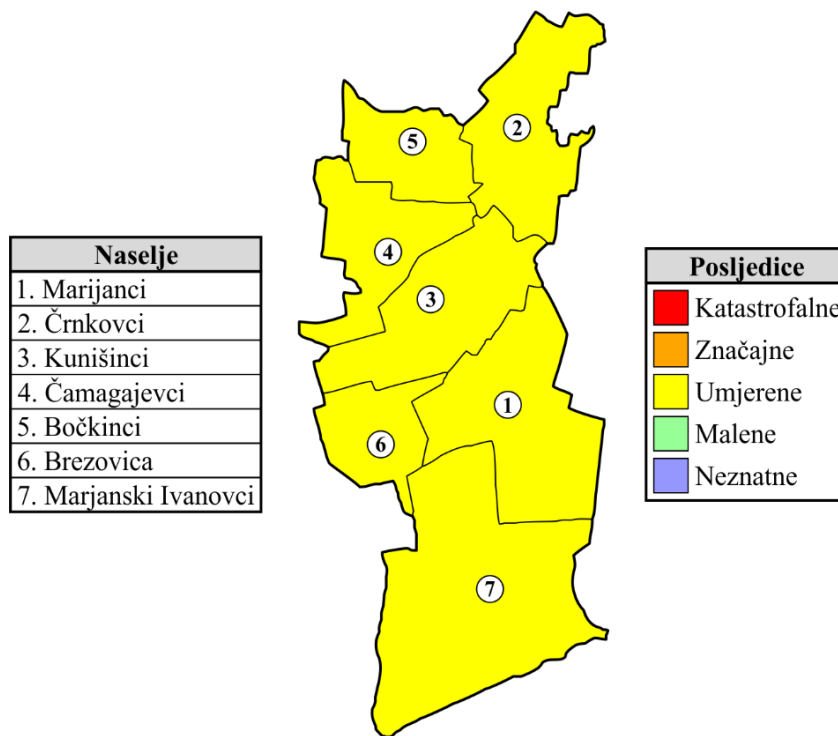 Naselje
1. Marijanci
2. Črnkovci
3. Kunišinci
4. Čamagajevci
5. Bočkinci
6. Brezovica
7. Marjanski Ivanovci
2
5
4
3
1
6
7
Posljedice
Katastrofalne
Značajne
Umjerene
Malene
Neznatne